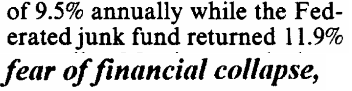 of 9.5% annually while the Fed-
erated junk fund returned 11.9%
fear of financial collapse,